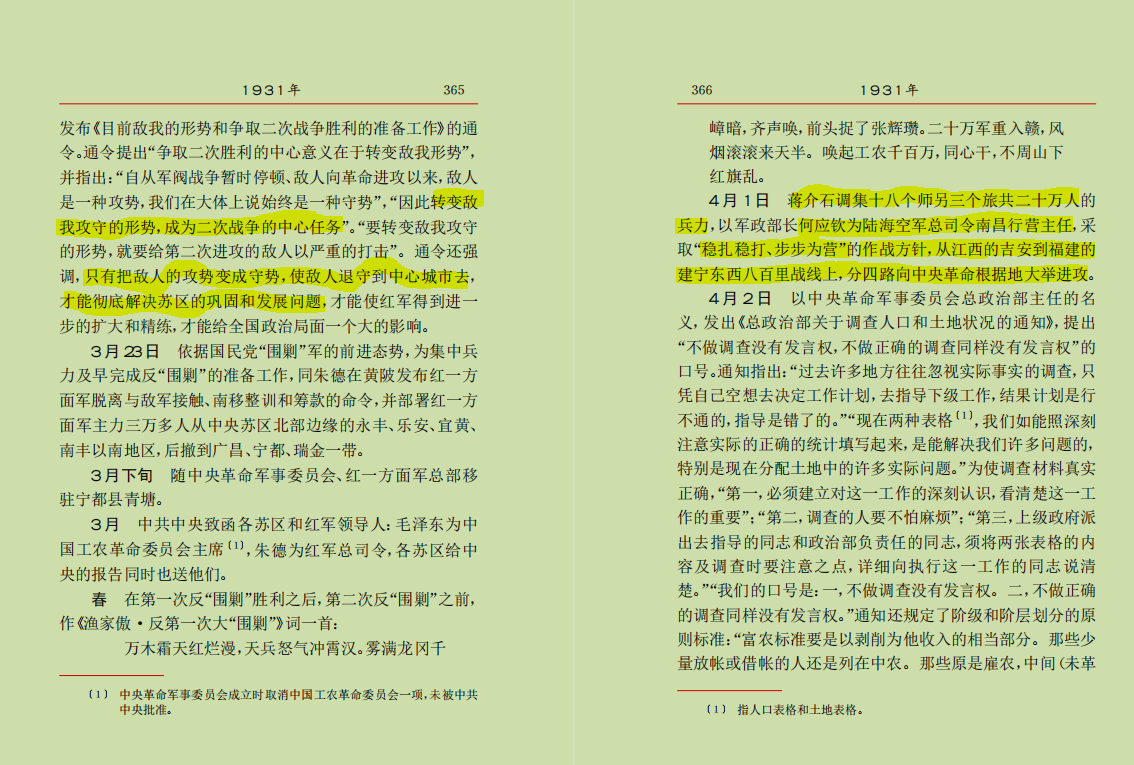 1931年 365
发布《目前敌我的形势和争取二次战争胜利的准备工作》的通
令。通令提出“争取二次胜利的中心意义在于转变敌我形势”，
并指出：“自从军阀战争暂时停顿、敌人向革命进攻以来，敌人
是一种攻势，我们在大体上说始终是一种守势”，“因此转变敌
我攻守的形势，成为二次战争的中心任务”。“要转变敌我攻守
的形势，就要给第二次进攻的敌人以严重的打击”。通令还强
调，只有把敌人的攻势变成守势，使敌人退守到中心城市去，
才能彻底解决苏区的巩固和发展问题，才能使红军得到进一
步的扩大和精练，才能给全国政治局面一个大的影响。
3月23日 依据国民党“围剿”军的前进态势，为集中兵
力及早完成反“围剿”的准备工作，同朱德在黄陂发布红一方
面军脱离与敌军接触、南移整训和筹款的命令，并部署红一方
面军主力三万多人从中央苏区北部边缘的永丰、乐安、宜黄、
南丰以南地区，后撤到广昌、宁都、瑞金一带。
3月下旬 随中央革命军事委员会、红一方面军总部移
驻宁都县青塘。
3月 中共中央致函各苏区和红军领导人：毛泽东为中
国工农革命委员会主席〔1〕，朱德为红军总司令，各苏区给中
央的报告同时也送他们。
春 在第一次反“围剿”胜利之后，第二次反“围剿”之前，
作《渔家傲·反第一次大“围剿”》词一首：
万木霜天红烂漫，天兵怒气冲霄汉。雾满龙冈千
〔1〕 中央革命军事委员会成立时取消中国工农革命委员会一项，未被中共
中央批准。
366 1931年
嶂暗，齐声唤，前头捉了张辉瓒。二十万军重入赣，风
烟滚滚来天半。唤起工农千百万，同心干，不周山下
红旗乱。
4月1日 蒋介石调集十八个师另三个旅共二十万人的
兵力，以军政部长何应钦为陆海空军总司令南昌行营主任，采
取“稳扎稳打、步步为营”的作战方针，从江西的吉安到福建的
建宁东西八百里战线上，分四路向中央革命根据地大举进攻。
4月2日 以中央革命军事委员会总政治部主任的名
义，发出《总政治部关于调查人口和土地状况的通知》，提出
“不做调查没有发言权，不做正确的调查同样没有发言权”的
口号。通知指出：“过去许多地方往往忽视实际事实的调查，只
凭自己空想去决定工作计划，去指导下级工作，结果计划是行
不通的，指导是错了的。”“现在两种表格〔1〕，我们如能照深刻
注意实际的正确的统计填写起来，是能解决我们许多问题的，
特别是现在分配土地中的许多实际问题。”为使调查材料真实
正确，“第一，必须建立对这一工作的深刻认识，看清楚这一工
作的重要”；“第二，调查的人要不怕麻烦”；“第三，上级政府派
出去指导的同志和政治部负责任的同志，须将两张表格的内
容及调查时要注意之点，详细向执行这一工作的同志说清
楚。”“我们的口号是：一，不做调查没有发言权。二，不做正确
的调查同样没有发言权。”通知还规定了阶级和阶层划分的原
则标准：“富农标准要是以剥削为他收入的相当部分。那些少
量放帐或借帐的人还是列在中农。那些原是雇农，中间（未革
〔1〕 指人口表格和土地表格。